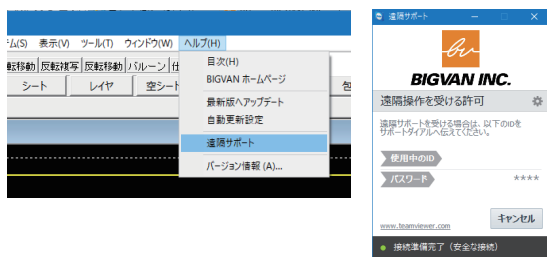 ム(S) 表示(V) ツール(T) ウィンドウ(W) ヘルプ(H)
反転移動 反転複写 反転移動 バルーン
シート レイヤ 空シート 包
目次(H)
BIGVAN ホームページ
最新版へアップデート
自動更新設定
遠隔サポート
バージョン情報 (A)...
遠隔サポート
BIGVAN INC.
遠隔操作を受ける許可
遠隔サポートを受ける場合は、以下のIDを
サポートダイアルへ伝えてください。
使用中のID
パスワード ****
www.teamviewer.com キャンセル
接続準備完了（安全な接続）